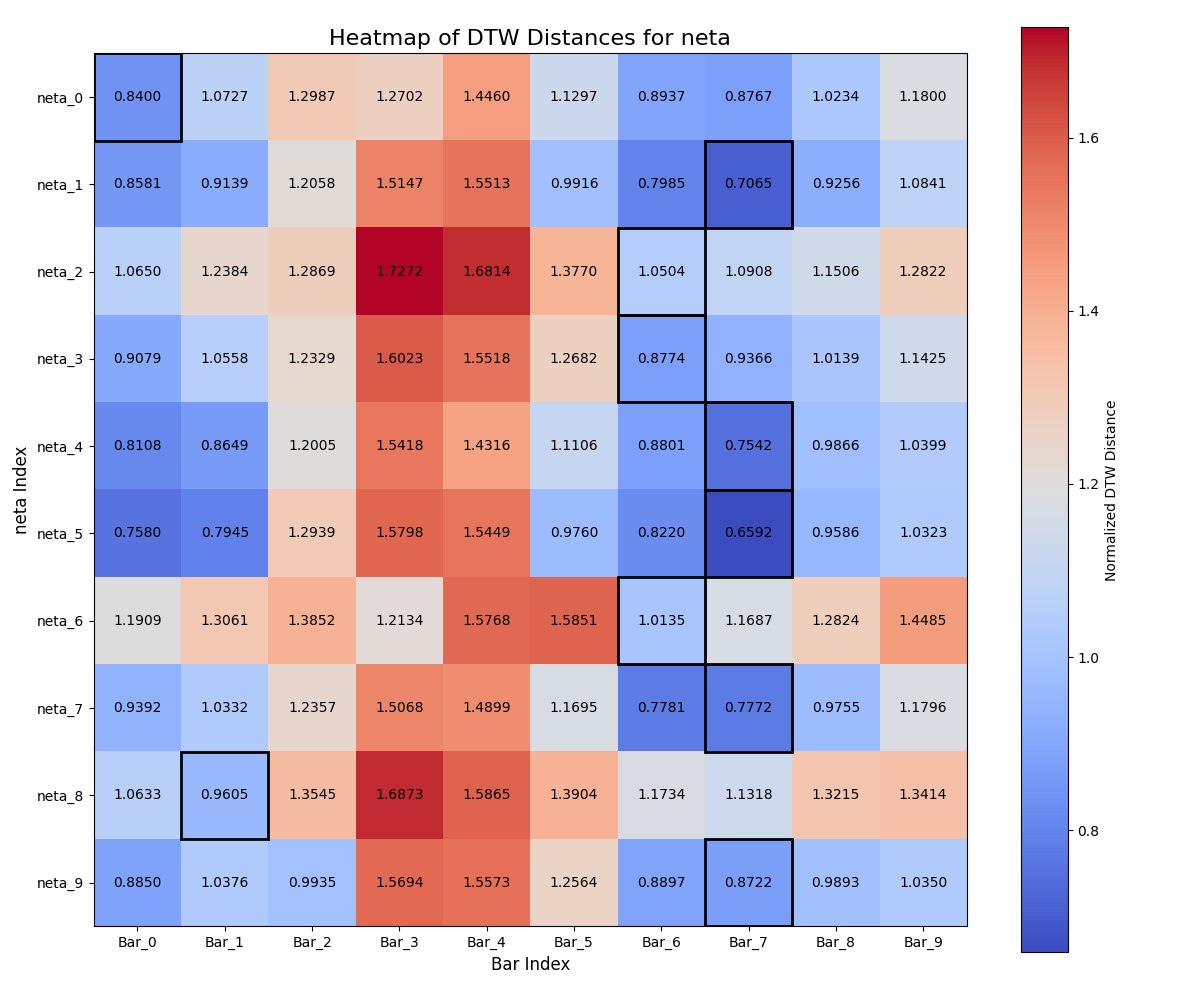 Heatmap of DTW Distances for neta
neta_0 0.8400 1.0727 1.2987 1.2702 1.4460 1.1297 0.8937 0.8767 1.0234 1.1800
neta_1 0.8581 0.9139 1.2058 1.5147 1.5513 0.9916 0.7985 0.7065 0.9256 1.0841
neta_2 1.0650 1.2384 1.2869 1.7272 1.6814 1.3770 1.0504 1.0908 1.1506 1.2822
neta_3 0.9079 1.0558 1.2329 1.6023 1.5518 1.2682 0.8774 0.9366 1.0139 1.1425
neta_4 0.8108 0.8649 1.2005 1.5418 1.4316 1.1106 0.8801 0.7542 0.9866 1.0399
neta_5 0.7580 0.7945 1.2939 1.5798 1.5449 0.9760 0.8220 0.6592 0.9586 1.0323
neta_6 1.1909 1.3061 1.3852 1.2134 1.5768 1.5851 1.0135 1.1687 1.2824 1.4485
neta_7 0.9392 1.0332 1.2357 1.5068 1.4899 1.1695 0.7781 0.7772 0.9755 1.1796
neta_8 1.0633 0.9605 1.3545 1.6873 1.5865 1.3904 1.1734 1.1318 1.3215 1.3414
neta_9 0.8850 1.0376 0.9935 1.5694 1.5573 1.2564 0.8897 0.8722 0.9893 1.0350
Bar_0 Bar_1 Bar_2 Bar_3 Bar_4 Bar_5 Bar_6 Bar_7 Bar_8 Bar_9
Bar Index
neta Index
1.6
1.4
1.2
1.0
0.8
Normalized DTW Distance